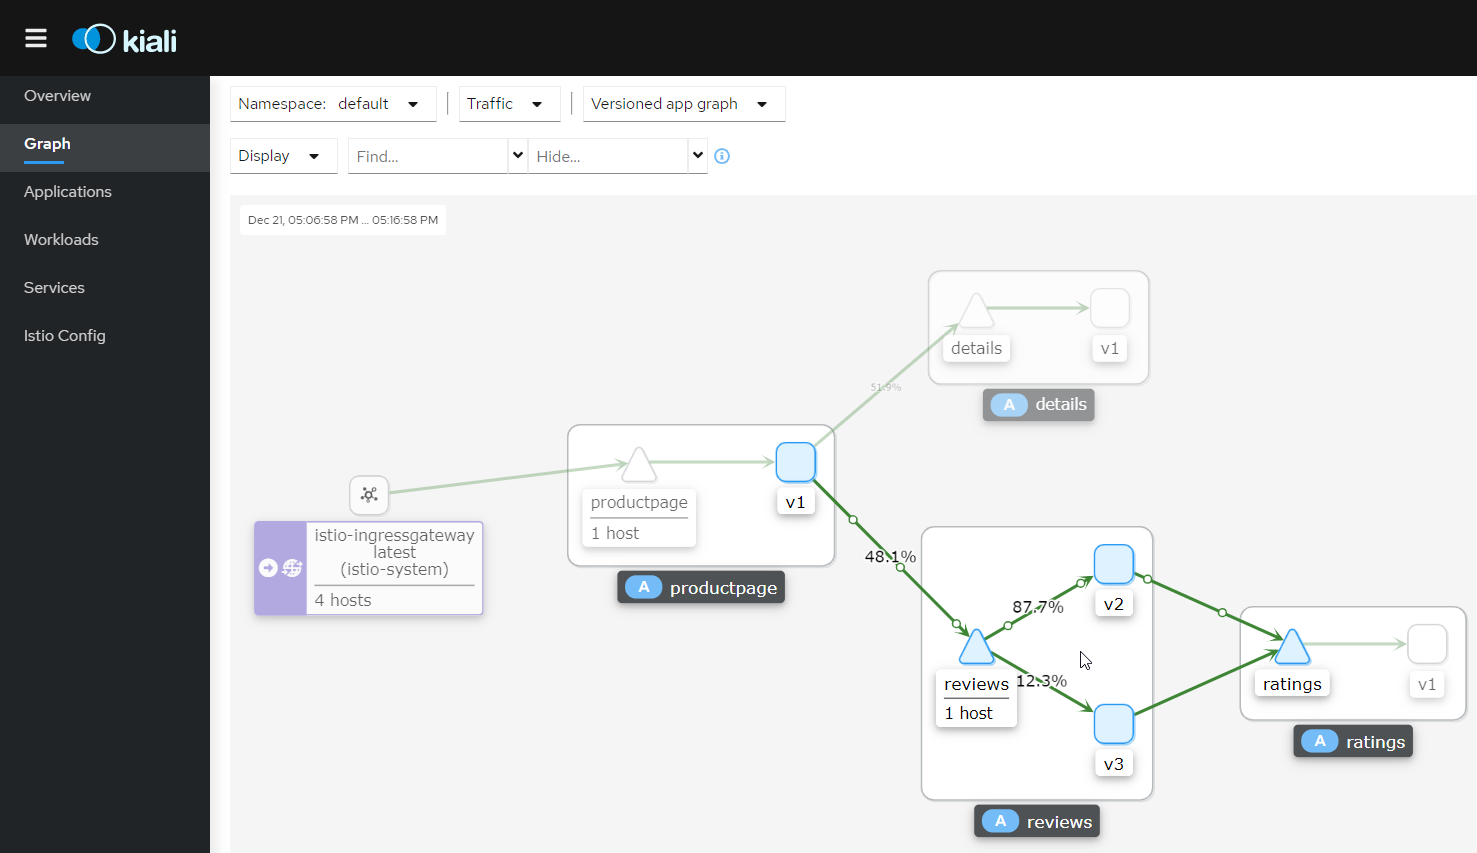 kiali
Overview
Graph
Applications
Workloads
Services
Istio Config
Namespace: default
Traffic
Versioned app graph
Display
Find...
Hide...
Dec 21, 05:06:58 PM ... 05:16:58 PM
details
v1
A details
51.9%
productpage
1 host
v1
A productpage
istio-ingressgateway
latest
(istio-system)
4 hosts
48.1%
87.7%
v2
12.3%
reviews
1 host
v3
A reviews
ratings
v1
A ratings